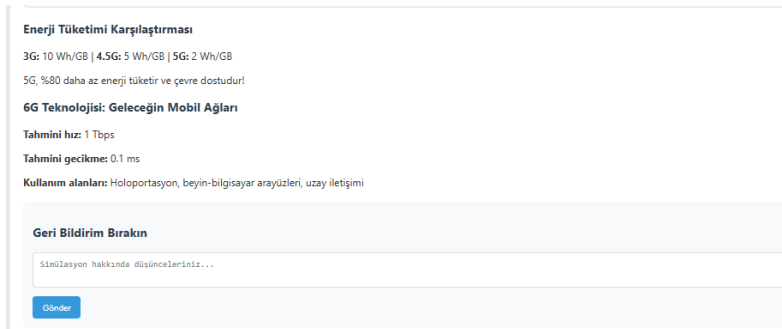 Enerji Tüketimi Karşılaştırması
3G: 10 Wh/GB | 4.5G: 5 Wh/GB | 5G: 2 Wh/GB
5G, %80 daha az enerji tüketir ve çevre dostudur!
6G Teknolojisi: Geleceğin Mobil Ağları
Tahmini hız: 1 Tbps
Tahmini gecikme: 0.1 ms
Kullanım alanları: Holoportasyon, beyin-bilgisayar arayüzleri, uzay iletişimi
Geri Bildirim Bırakın
Simülasyon hakkında düşünceleriniz...
Gönder